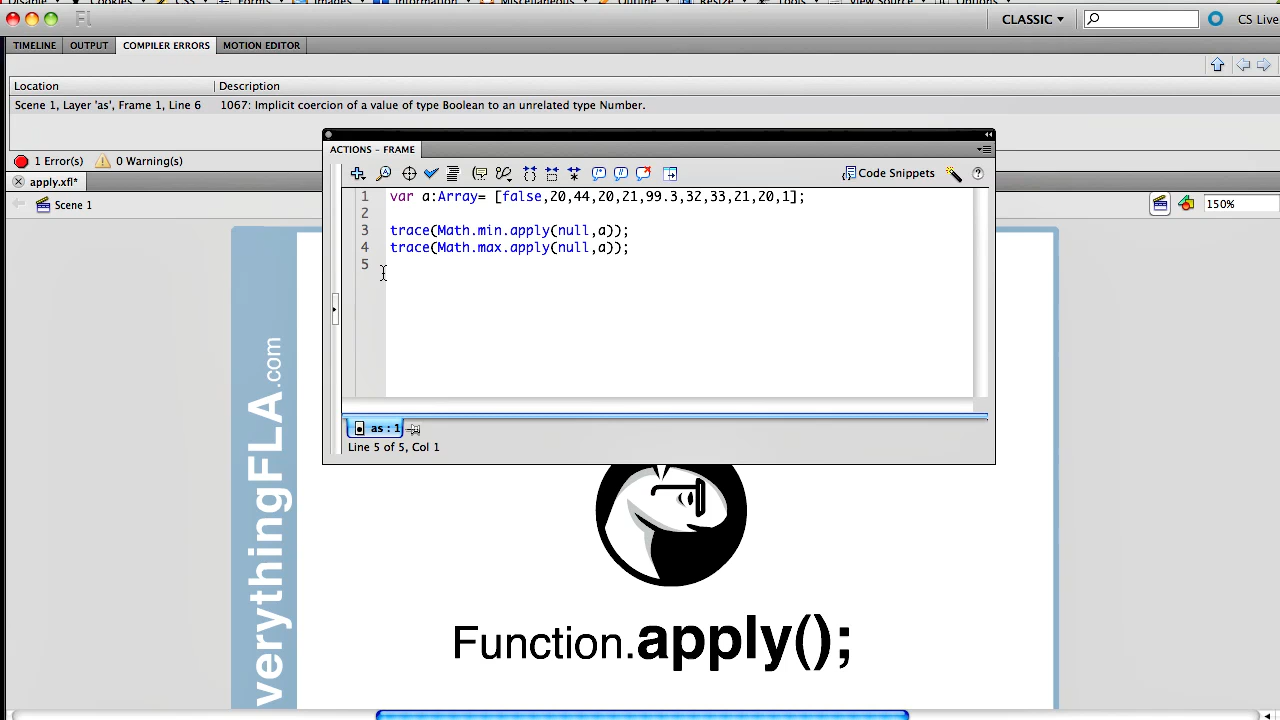 CLASSIC
CS Live
TIMELINE OUTPUT COMPILER ERRORS MOTION EDITOR
Location Description
Scene 1, Layer 'as', Frame 1, Line 6 1067: Implicit coercion of a value of type Boolean to an unrelated type Number.
1 Error(s) 0 Warning(s)
apply.xfl*
Scene 1
150%
ACTIONS - FRAME
Code Snippets
1 var a:Array= [false,20,44,20,21,99.3,32,33,21,20,1];
2
3 trace(Math.min.apply(null,a));
4 trace(Math.max.apply(null,a));
5
as : 1
Line 5 of 5, Col 1
verythingFLA.com
Function.apply();